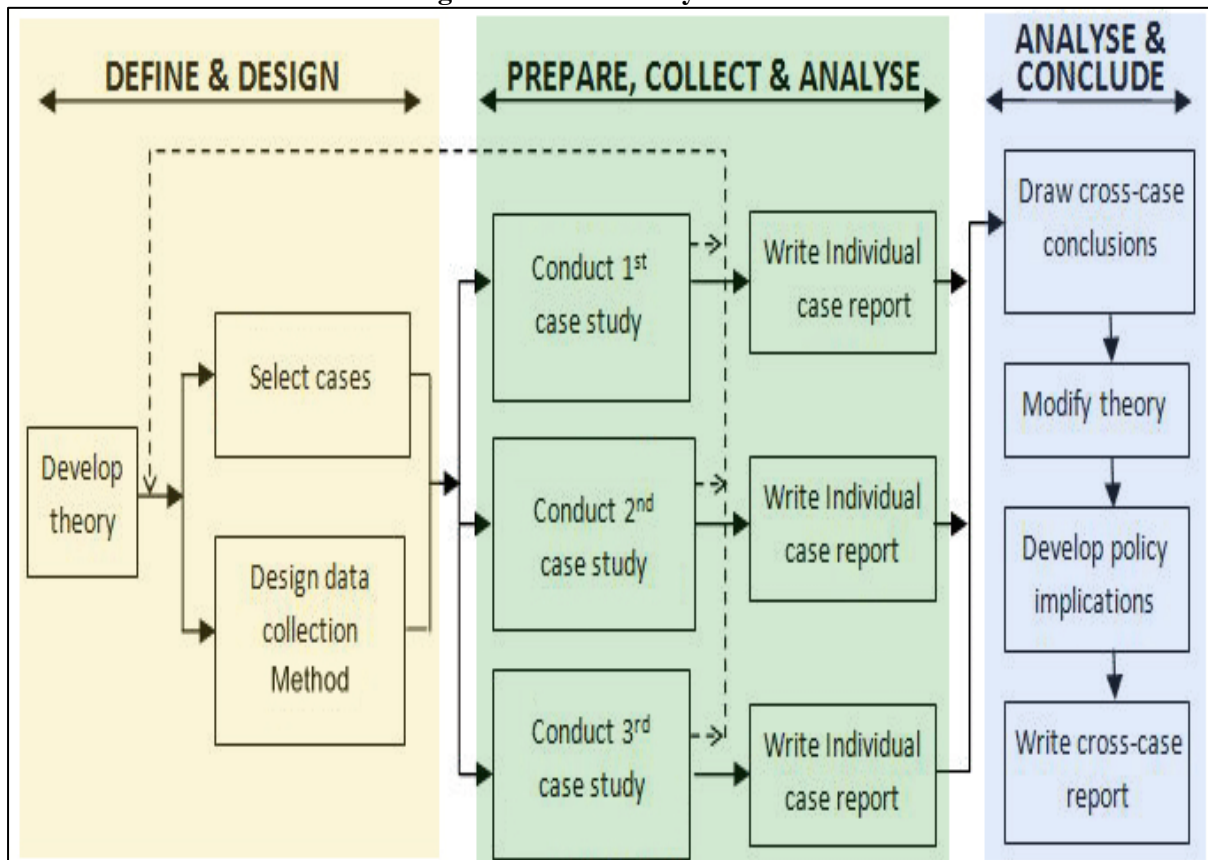 DEFINE & DESIGN
Develop
theory
Select cases
Design data
collection
Method
PREPARE, COLLECT & ANALYSE
Conduct 1st
case study
Write Individual
case report
Conduct 2nd
case study
Write Individual
case report
Conduct 3rd
case study
Write Individual
case report
ANALYSE &
CONCLUDE
Draw cross-case
conclusions
Modify theory
Develop policy
implications
Write cross-case
report